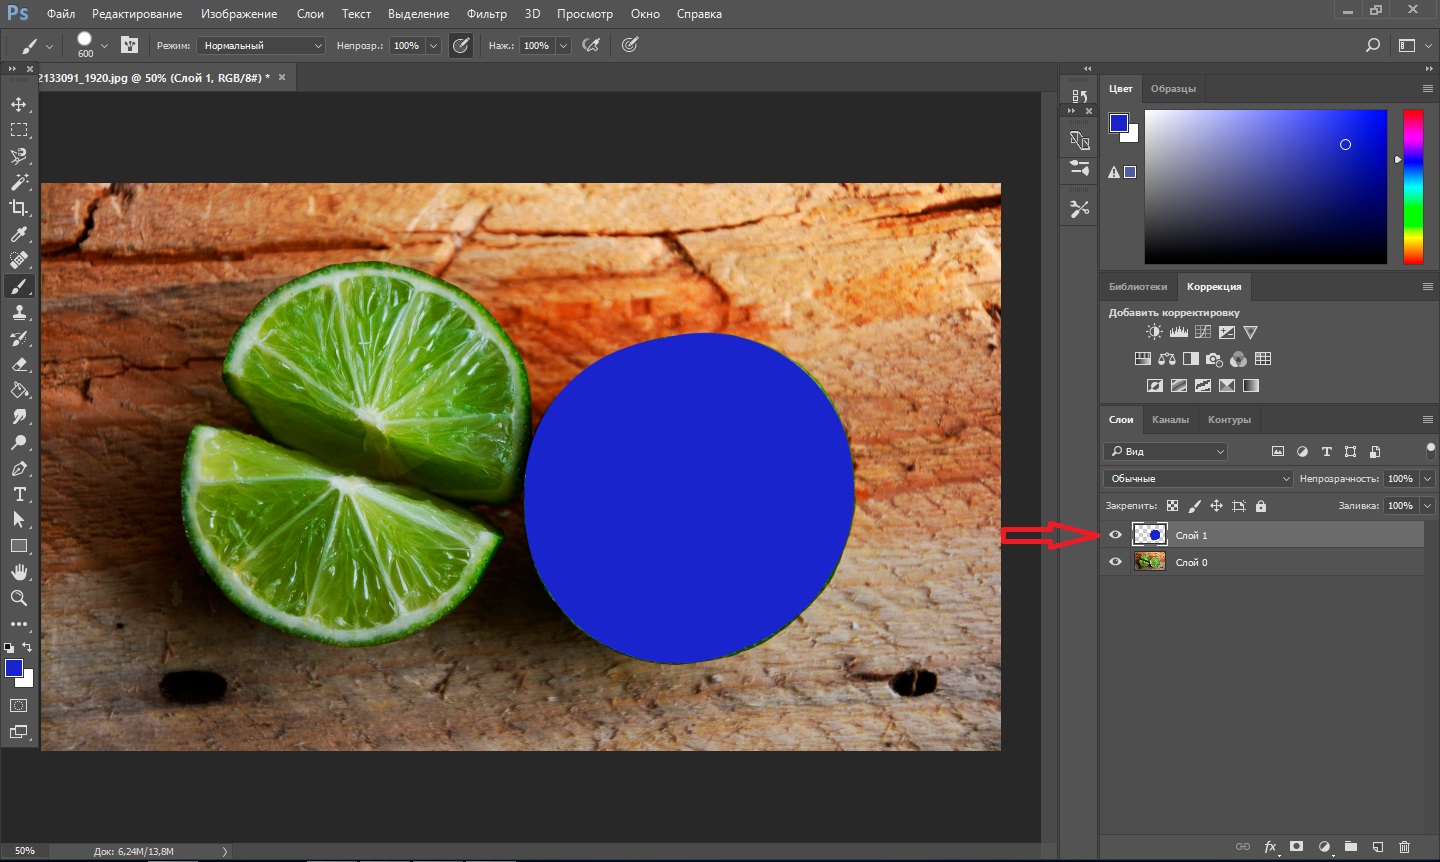 Ps Файл Редактирование Изображение Слои Текст Выделение Фильтр 3D Просмотр Окно Справка
600 Режим: Нормальный Непрозр.: 100% Наж.: 100%
2133091_1920.jpg @ 50% (Слой 1, RGB/8#) *
Цвет Образцы
Библиотеки Коррекция
Добавить корректировку
Слои Каналы Контуры
Вид
Обычные Непрозрачность: 100%
Закрепить: Заливка: 100%
Слой 1
Слой 0
fx
50% Док: 6,24M/13,8M